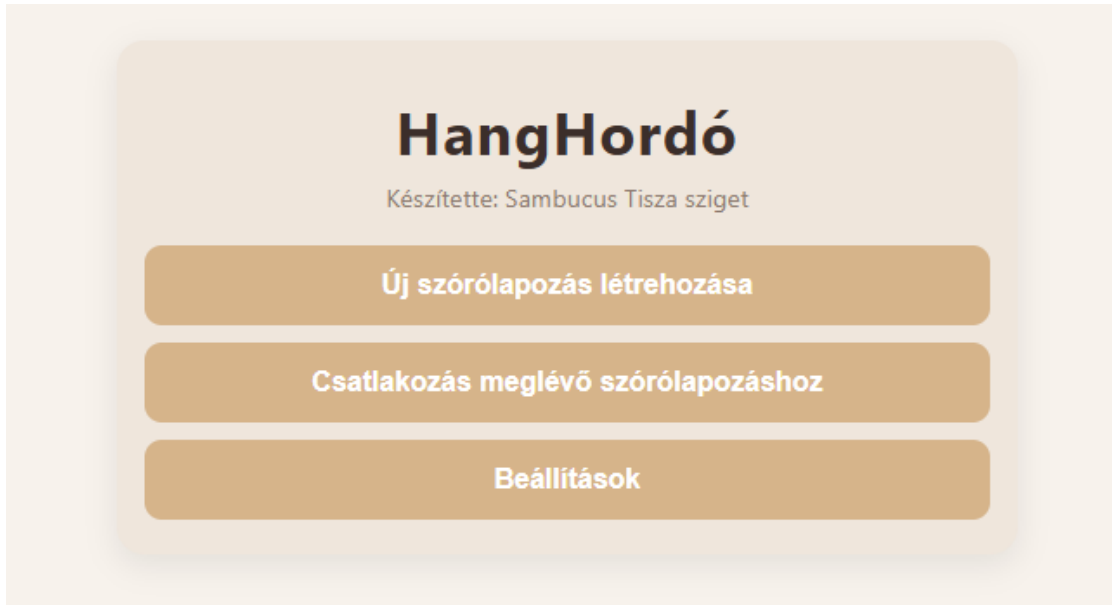 HangHordó
Készítette: Sambucus Tisza sziget
Új szórólapozás létrehozása
Csatlakozás meglévő szórólapozáshoz
Beállítások